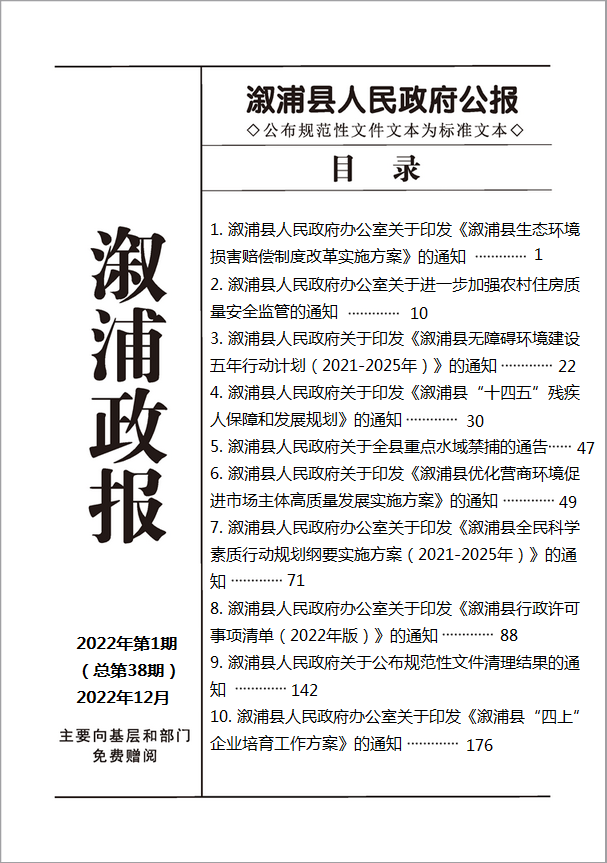 溆浦县人民政府公报
◇公布规范性文件文本为标准文本◇
目 录
溆浦政报
1. 溆浦县人民政府办公室关于印发《溆浦县生态环境
损害赔偿制度改革实施方案》的通知 ············· 1
2. 溆浦县人民政府办公室关于进一步加强农村住房质
量安全监管的通知 ············· 10
3. 溆浦县人民政府关于印发《溆浦县无障碍环境建设
五年行动计划（2021-2025年）》的通知 ············· 22
4. 溆浦县人民政府关于印发《溆浦县“十四五”残疾
人保障和发展规划》的通知 ············· 30
5. 溆浦县人民政府关于全县重点水域禁捕的通告······ 47
6. 溆浦县人民政府关于印发《溆浦县优化营商环境促
进市场主体高质量发展实施方案》的通知 ············· 49
7. 溆浦县人民政府办公室关于印发《溆浦县全民科学
素质行动规划纲要实施方案（2021-2025年）》的通
知 ············· 71
8. 溆浦县人民政府办公室关于印发《溆浦县行政许可
事项清单（2022年版）》的通知 ············· 88
9. 溆浦县人民政府关于公布规范性文件清理结果的通
知 ············· 142
10. 溆浦县人民政府办公室关于印发《溆浦县“四上”
企业培育工作方案》的通知 ············· 176
2022年第1期
（总第38期）
2022年12月
主要向基层和部门
免费赠阅